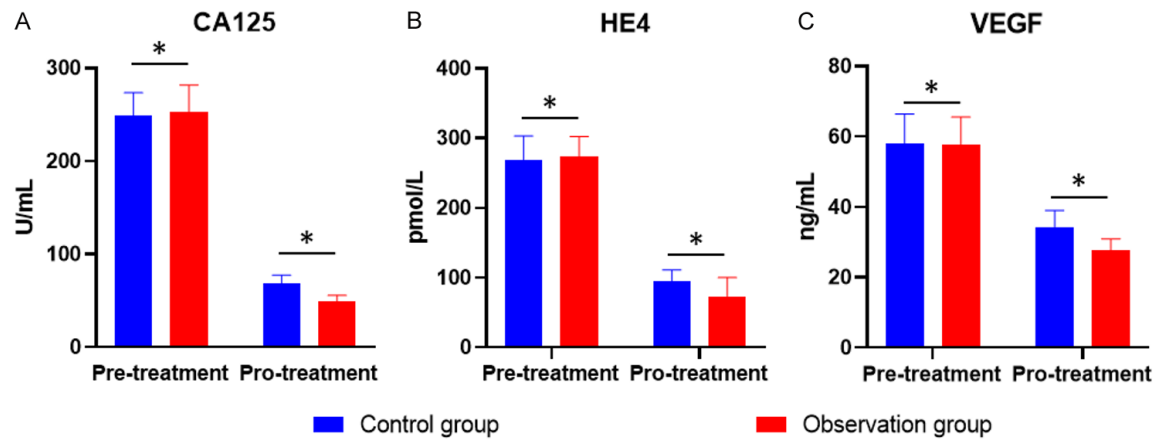 A
CA125
*
*
300
200
100
0
U/mL
Pre-treatment
Pro-treatment
B
HE4
*
*
400
300
200
100
0
pmol/L
Pre-treatment
Pro-treatment
C
VEGF
*
*
80
60
40
20
0
ng/mL
Pre-treatment
Pro-treatment
Control group
Observation group